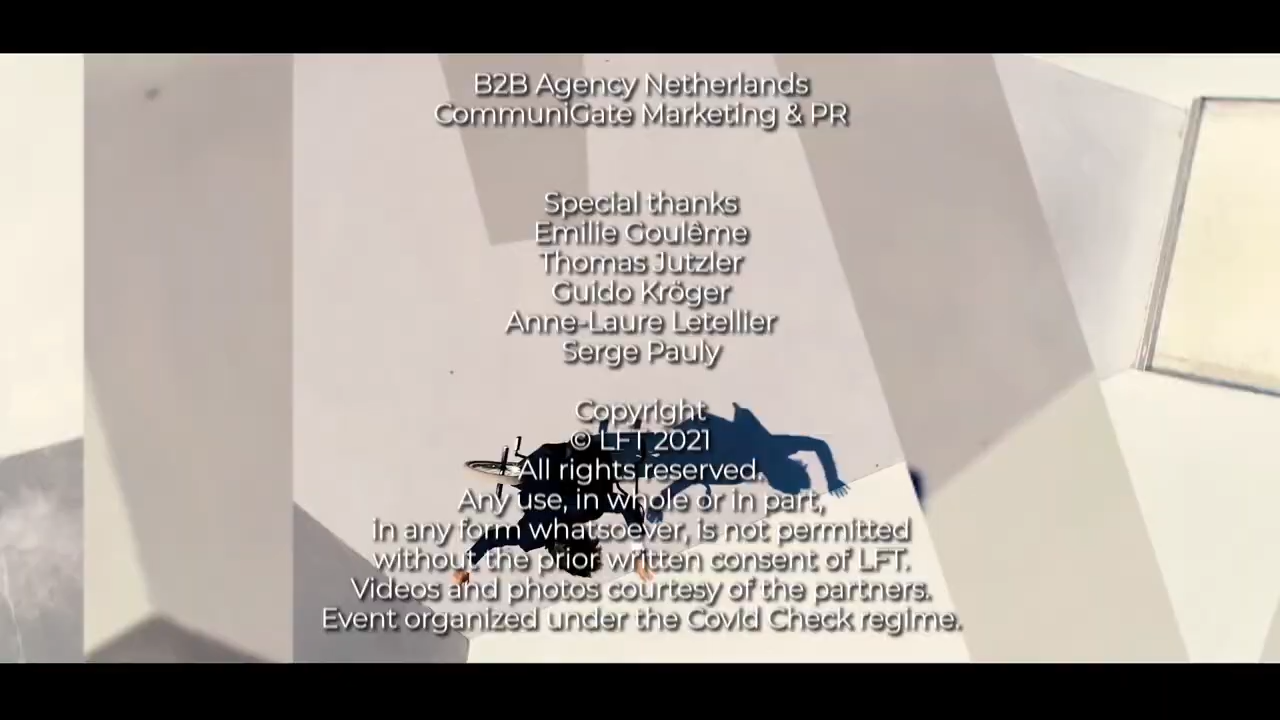 B2B Agency Netherlands
CommuniGate Marketing & PR
Special thanks
Emilie Goulême
Thomas Jutzler
Guido Kröger
Anne-Laure Letellier
Serge Pauly
Copyright
© LFT 2021
All rights reserved.
Any use, in whole or in part,
in any form whatsoever, is not permitted
without the prior written consent of LFT.
Videos and photos courtesy of the partners.
Event organized under the Covid Check regime.